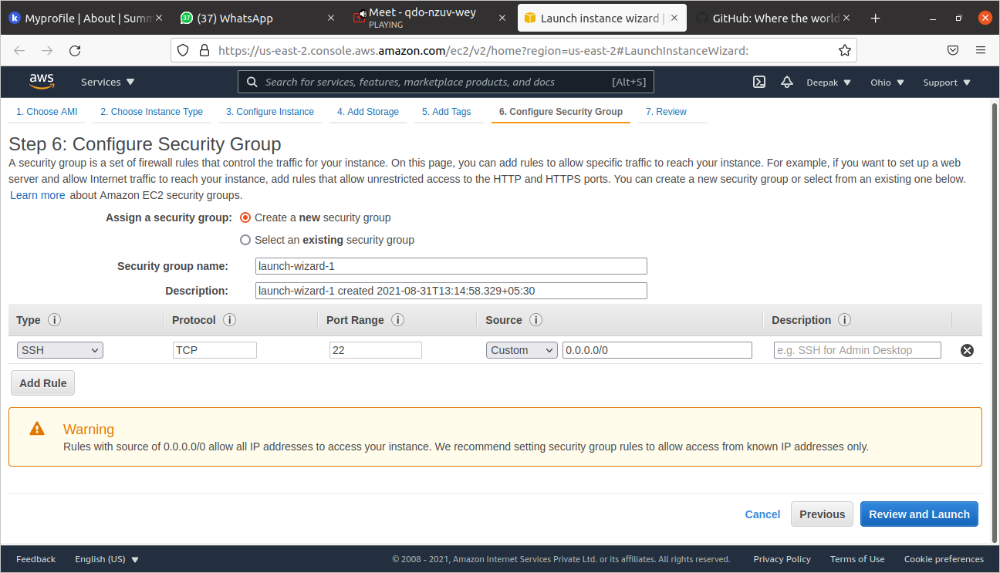 Myprofile | About | Summ
37
(37) WhatsApp
Meet - qdo-nzuv-wey
PLAYING
Launch instance wizard |
GitHub: Where the world
https://us-east-2.console.aws.amazon.com/ec2/v2/home?region=us-east-2#LaunchInstanceWizard:
aws
Services
Search for services, features, marketplace products, and docs
[Alt+S]
Deepak
Ohio
Support
1. Choose AMI
2. Choose Instance Type
3. Configure Instance
4. Add Storage
5. Add Tags
6. Configure Security Group
7. Review
Step 6: Configure Security Group
A security group is a set of firewall rules that control the traffic for your instance. On this page, you can add rules to allow specific traffic to reach your instance. For example, if you want to set up a web
server and allow Internet traffic to reach your instance, add rules that allow unrestricted access to the HTTP and HTTPS ports. You can create a new security group or select from an existing one below.
Learn more about Amazon EC2 security groups.
Assign a security group:
Create a new security group
Select an existing security group
Security group name:
launch-wizard-1
Description:
launch-wizard-1 created 2021-08-31T13:14:58.329+05:30
Type
Protocol
Port Range
Source
Description
SSH
TCP
22
Custom
0.0.0.0/0
e.g. SSH for Admin Desktop
Add Rule
Warning
Rules with source of 0.0.0.0/0 allow all IP addresses to access your instance. We recommend setting security group rules to allow access from known IP addresses only.
Cancel
Previous
Review and Launch
Feedback
English (US)
© 2008 - 2021, Amazon Internet Services Private Ltd. or its affiliates. All rights reserved.
Privacy Policy
Terms of Use
Cookie preferences